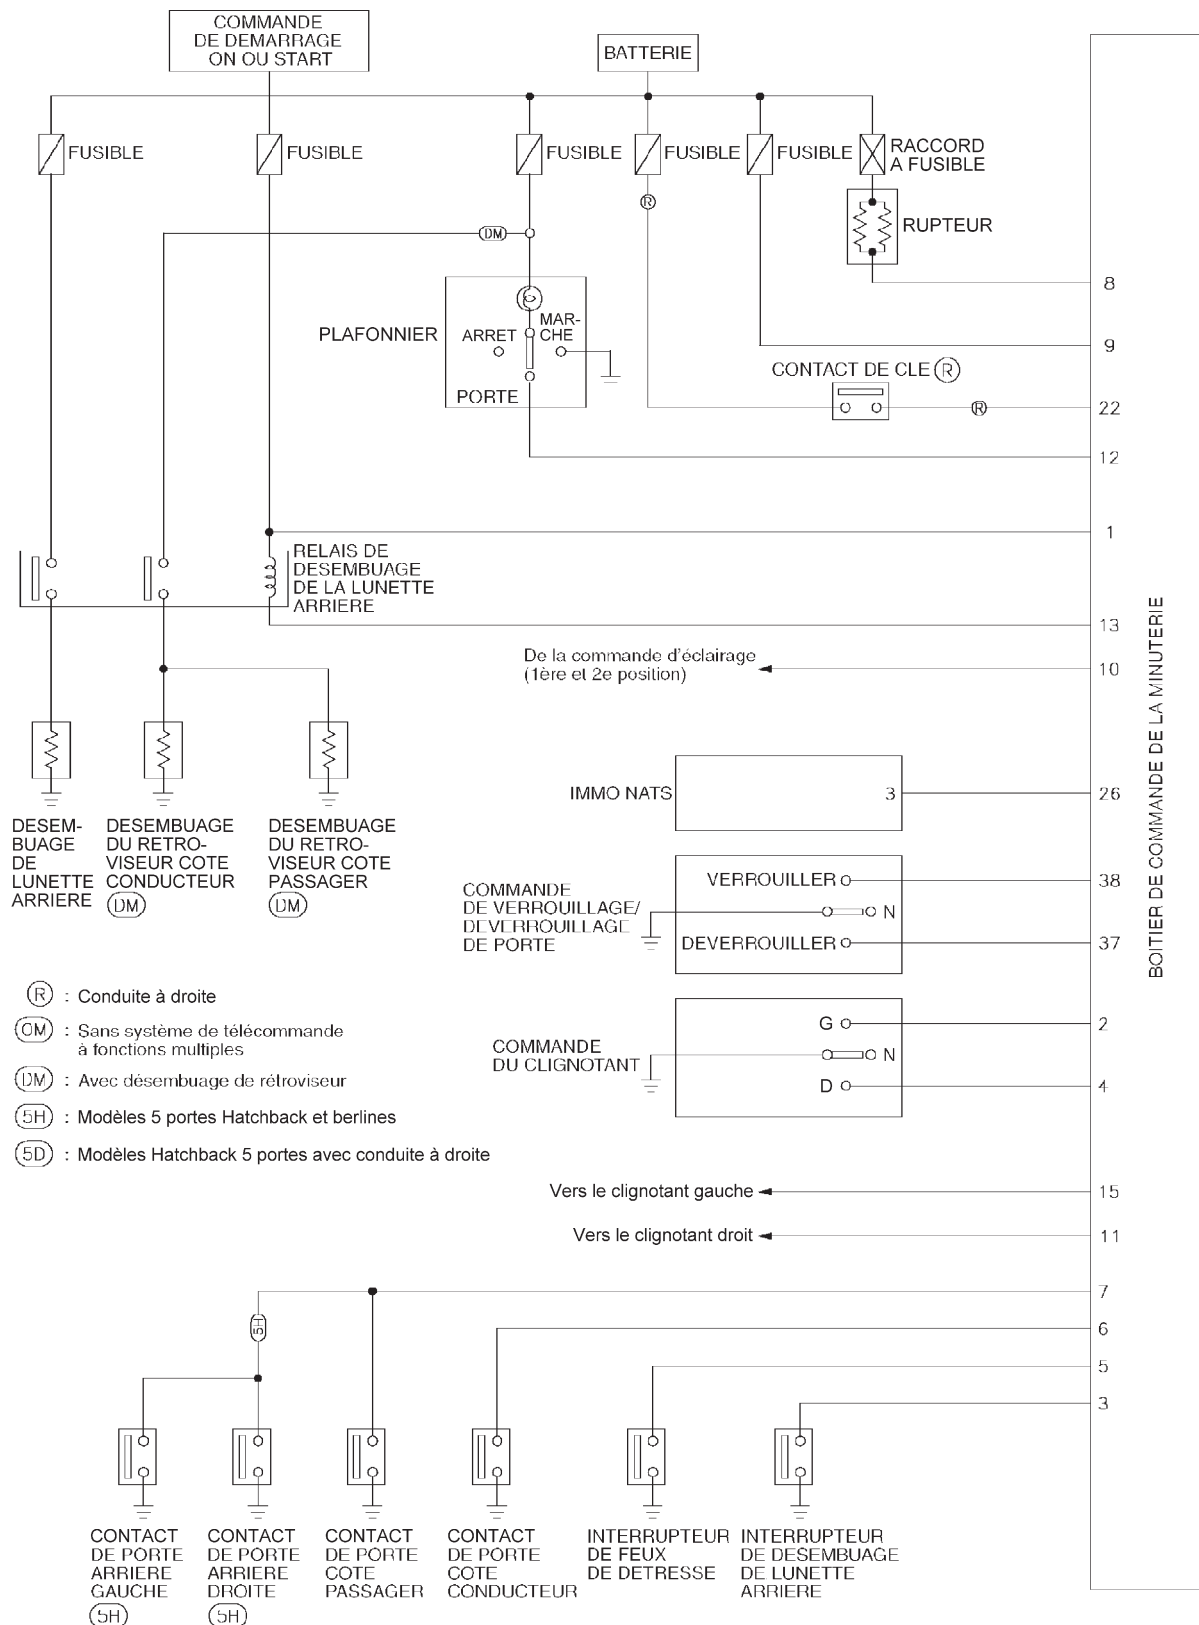 COMMANDE
DE DEMARRAGE
ON OU START
BATTERIE
FUSIBLE
FUSIBLE
FUSIBLE
FUSIBLE
FUSIBLE
RACCORD
A FUSIBLE
R
RUPTEUR
DM
8
PLAFONNIER
ARRET
MAR-
CHE
PORTE
9
CONTACT DE CLE R
R
22
12
1
RELAIS DE
DESEMBUAGE
DE LA LUNETTE
ARRIERE
13
De la commande d'éclairage
(1ère et 2e position)
10
BOITIER DE COMMANDE DE LA MINUTERIE
IMMO NATS
3
26
DESEM-
BUAGE
DE
LUNETTE
ARRIERE
DESEMBUAGE
DU RETRO-
VISEUR COTE
CONDUCTEUR
DM
DESEMBUAGE
DU RETRO-
VISEUR COTE
PASSAGER
DM
COMMANDE
DE VERROUILLAGE/
DEVERROUILLAGE
DE PORTE
VERROUILLER
38
N
DEVERROUILLER
37
R : Conduite à droite
OM : Sans système de télécommande
à fonctions multiples
DM : Avec désembuage de rétroviseur
5H : Modèles 5 portes Hatchback et berlines
5D : Modèles Hatchback 5 portes avec conduite à droite
COMMANDE
DU CLIGNOTANT
G
2
N
D
4
Vers le clignotant gauche
15
Vers le clignotant droit
11
7
5H
6
5
3
CONTACT
DE PORTE
ARRIERE
GAUCHE
5H
CONTACT
DE PORTE
ARRIERE
DROITE
5H
CONTACT
DE PORTE
COTE
PASSAGER
CONTACT
DE PORTE
COTE
CONDUCTEUR
INTERRUPTEUR
DE FEUX
DE DETRESSE
INTERRUPTEUR
DE DESEMBUAGE
DE LUNETTE
ARRIERE